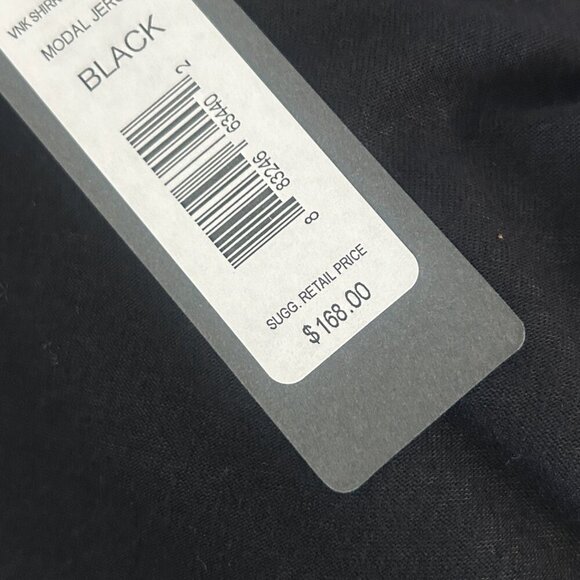 VNK
MODAL
BLACK
8 83246 63440 2
SUGG. RETAIL PRICE
$168.00